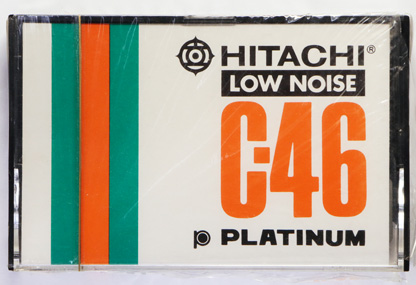 HITACHI®
LOW NOISE
C-46
p PLATINUM